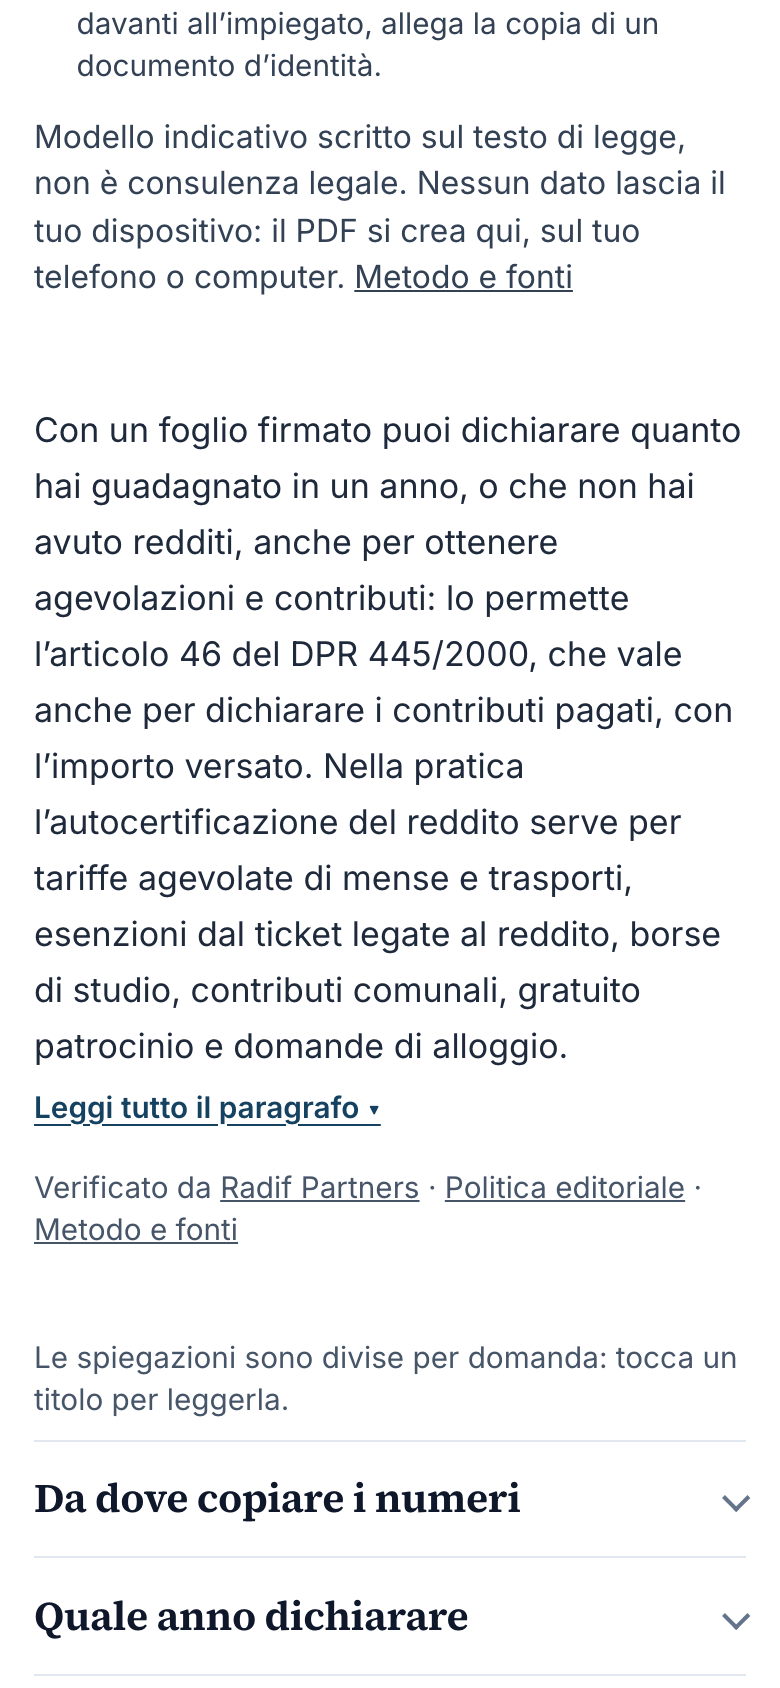 davanti all’impiegato, allega la copia di un
documento d’identità.
Modello indicativo scritto sul testo di legge,
non è consulenza legale. Nessun dato lascia il
tuo dispositivo: il PDF si crea qui, sul tuo
telefono o computer. Metodo e fonti
Con un foglio firmato puoi dichiarare quanto
hai guadagnato in un anno, o che non hai
avuto redditi, anche per ottenere
agevolazioni e contributi: lo permette
l’articolo 46 del DPR 445/2000, che vale
anche per dichiarare i contributi pagati, con
l’importo versato. Nella pratica
l’autocertificazione del reddito serve per
tariffe agevolate di mense e trasporti,
esenzioni dal ticket legate al reddito, borse
di studio, contributi comunali, gratuito
patrocinio e domande di alloggio.
Leggi tutto il paragrafo ▾
Verificato da Radif Partners · Politica editoriale ·
Metodo e fonti
Le spiegazioni sono divise per domanda: tocca un
titolo per leggerla.
Da dove copiare i numeri
Quale anno dichiarare